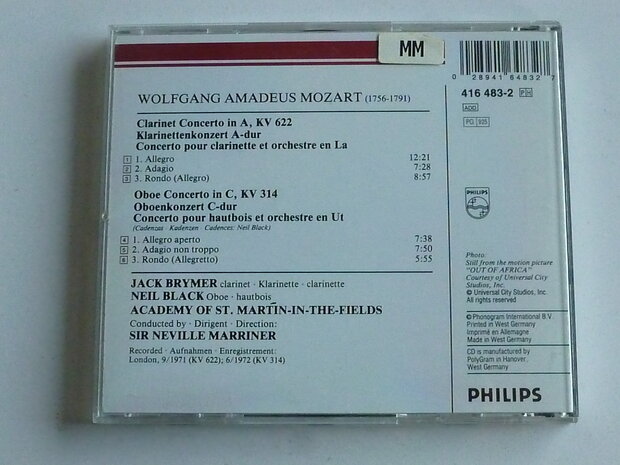 MM
0 28941 64832 7
416 483-2 PH
ADD
PG 925
WOLFGANG AMADEUS MOZART (1756-1791)
Clarinet Concerto in A, KV 622
Klarinettenkonzert A-dur
Concerto pour clarinette et orchestre en La
1 1. Allegro 12:21
2 2. Adagio 7:28
3 3. Rondo (Allegro) 8:57
Oboe Concerto in C, KV 314
Oboenkonzert C-dur
Concerto pour hautbois et orchestre en Ut
(Cadenzas · Kadenzen · Cadences: Neil Black)
4 1. Allegro aperto 7:38
5 2. Adagio non troppo 7:50
6 3. Rondo (Allegretto) 5:55
JACK BRYMER clarinet · Klarinette · clarinette
NEIL BLACK Oboe · hautbois
ACADEMY OF ST. MARTIN-IN-THE-FIELDS
Conducted by · Dirigent · Direction:
SIR NEVILLE MARRINER
Recorded · Aufnahmen · Enregistrement:
London, 9/1971 (KV 622); 6/1972 (KV 314)
PHILIPS
Photo:
Still from the motion picture
"OUT OF AFRICA"
Courtesy of Universal City
Studios, Inc.
© Universal City Studios, Inc.
All rights reserved
℗ Phonogram International B.V.
Printed in West Germany
Imprimé en Allemagne
Made in West Germany
CD is manufactured by
PolyGram in Hanover,
West Germany
PHILIPS